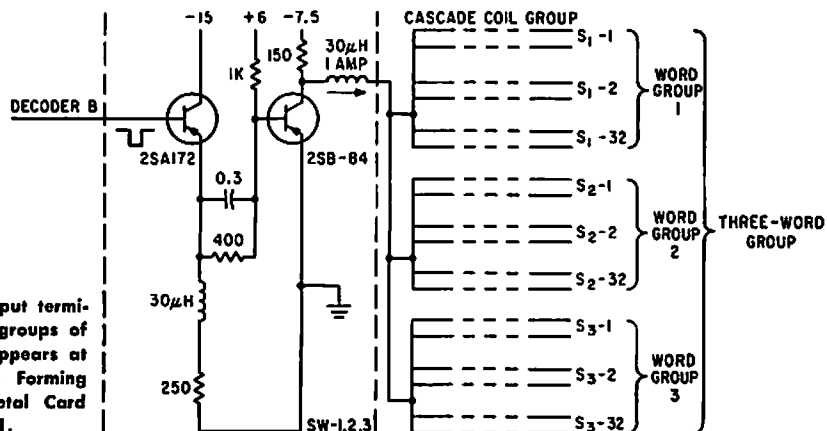 -15 +6 -7.5 CASCADE COIL GROUP
1K 150 30µH
1 AMP
DECODER B
2SA172 2SB-84
0.3
400
30µH
250
SW-1,2,3
S₁-1
S₁-2
S₁-32
WORD
GROUP
1
S₂-1
S₂-2
S₂-32
WORD
GROUP
2
S₃-1
S₃-2
S₃-32
WORD
GROUP
3
THREE-WORD
GROUP
put termi-
groups of
ppears at
Forming
etal Card